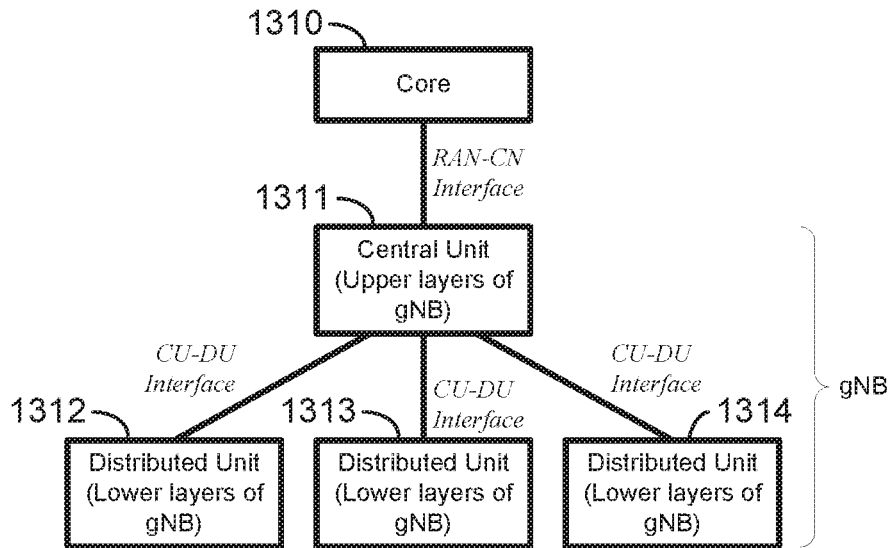 1310
Core
RAN-CN
Interface
1311
Central Unit
(Upper layers of
gNB)
CU-DU
Interface
CU-DU
Interface
CU-DU
Interface
gNB
1312
1313
1314
Distributed Unit
(Lower layers of
gNB)
Distributed Unit
(Lower layers of
gNB)
Distributed Unit
(Lower layers of
gNB)